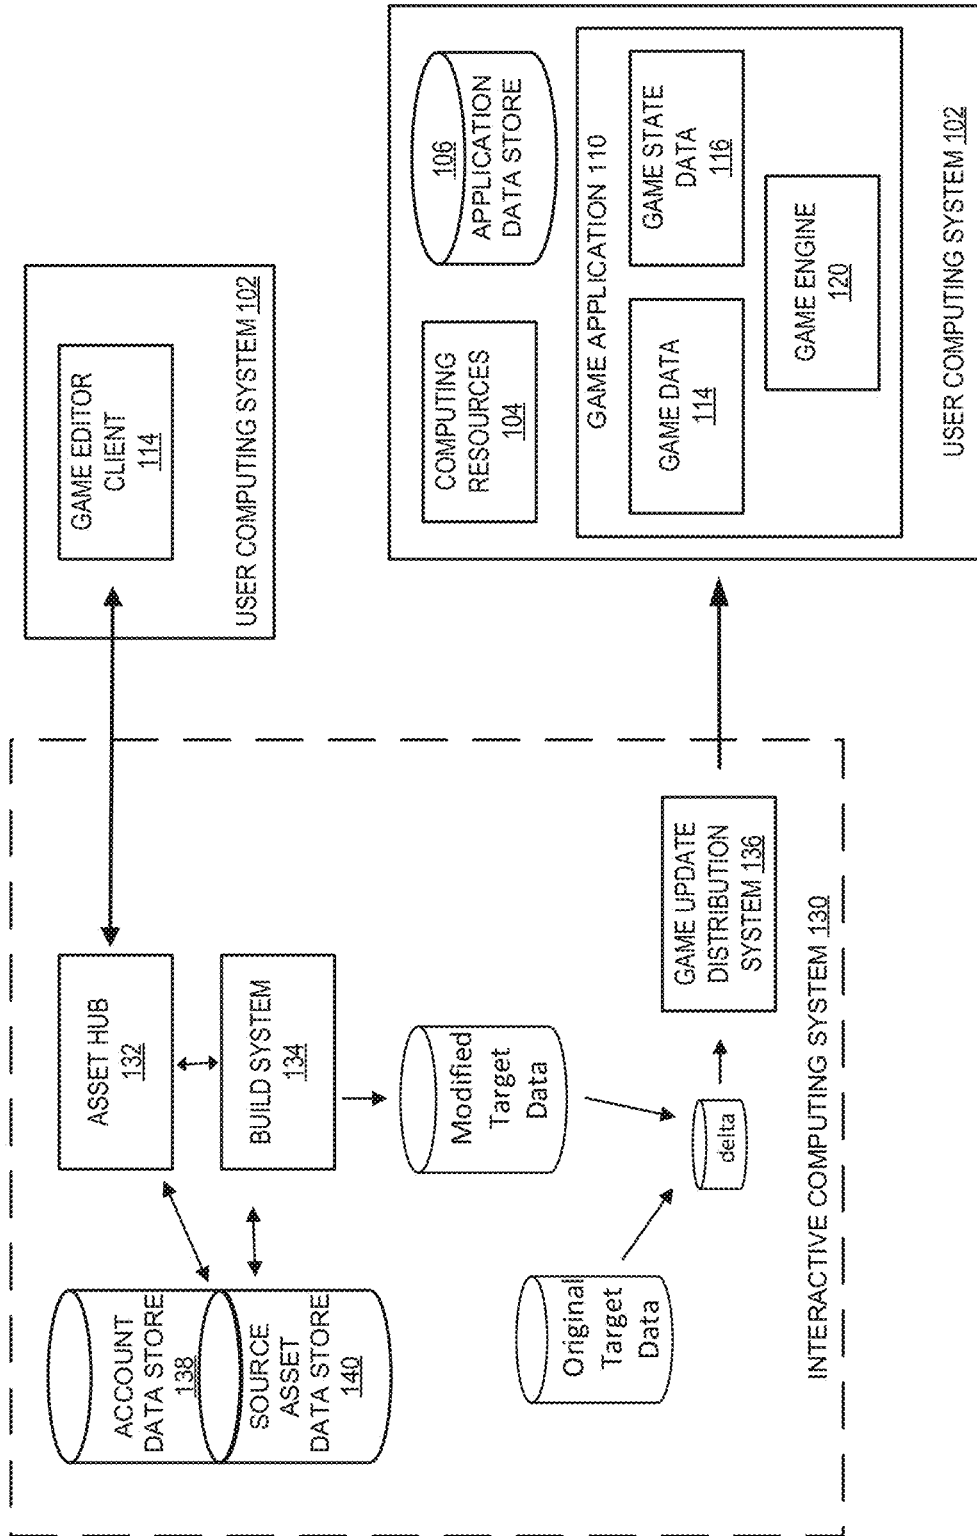 ACCOUNT
DATA STORE
138
SOURCE
ASSET
DATA STORE
140
ASSET HUB
132
BUILD SYSTEM
134
Modified
Target
Data
Original
Target
Data
delta
GAME UPDATE
DISTRIBUTION
SYSTEM 136
INTERACTIVE COMPUTING SYSTEM 130
GAME EDITOR
CLIENT
114
USER COMPUTING SYSTEM 102
COMPUTING
RESOURCES
104
106
APPLICATION
DATA STORE
GAME APPLICATION 110
GAME DATA
114
GAME STATE
DATA
116
GAME ENGINE
120
USER COMPUTING SYSTEM 102